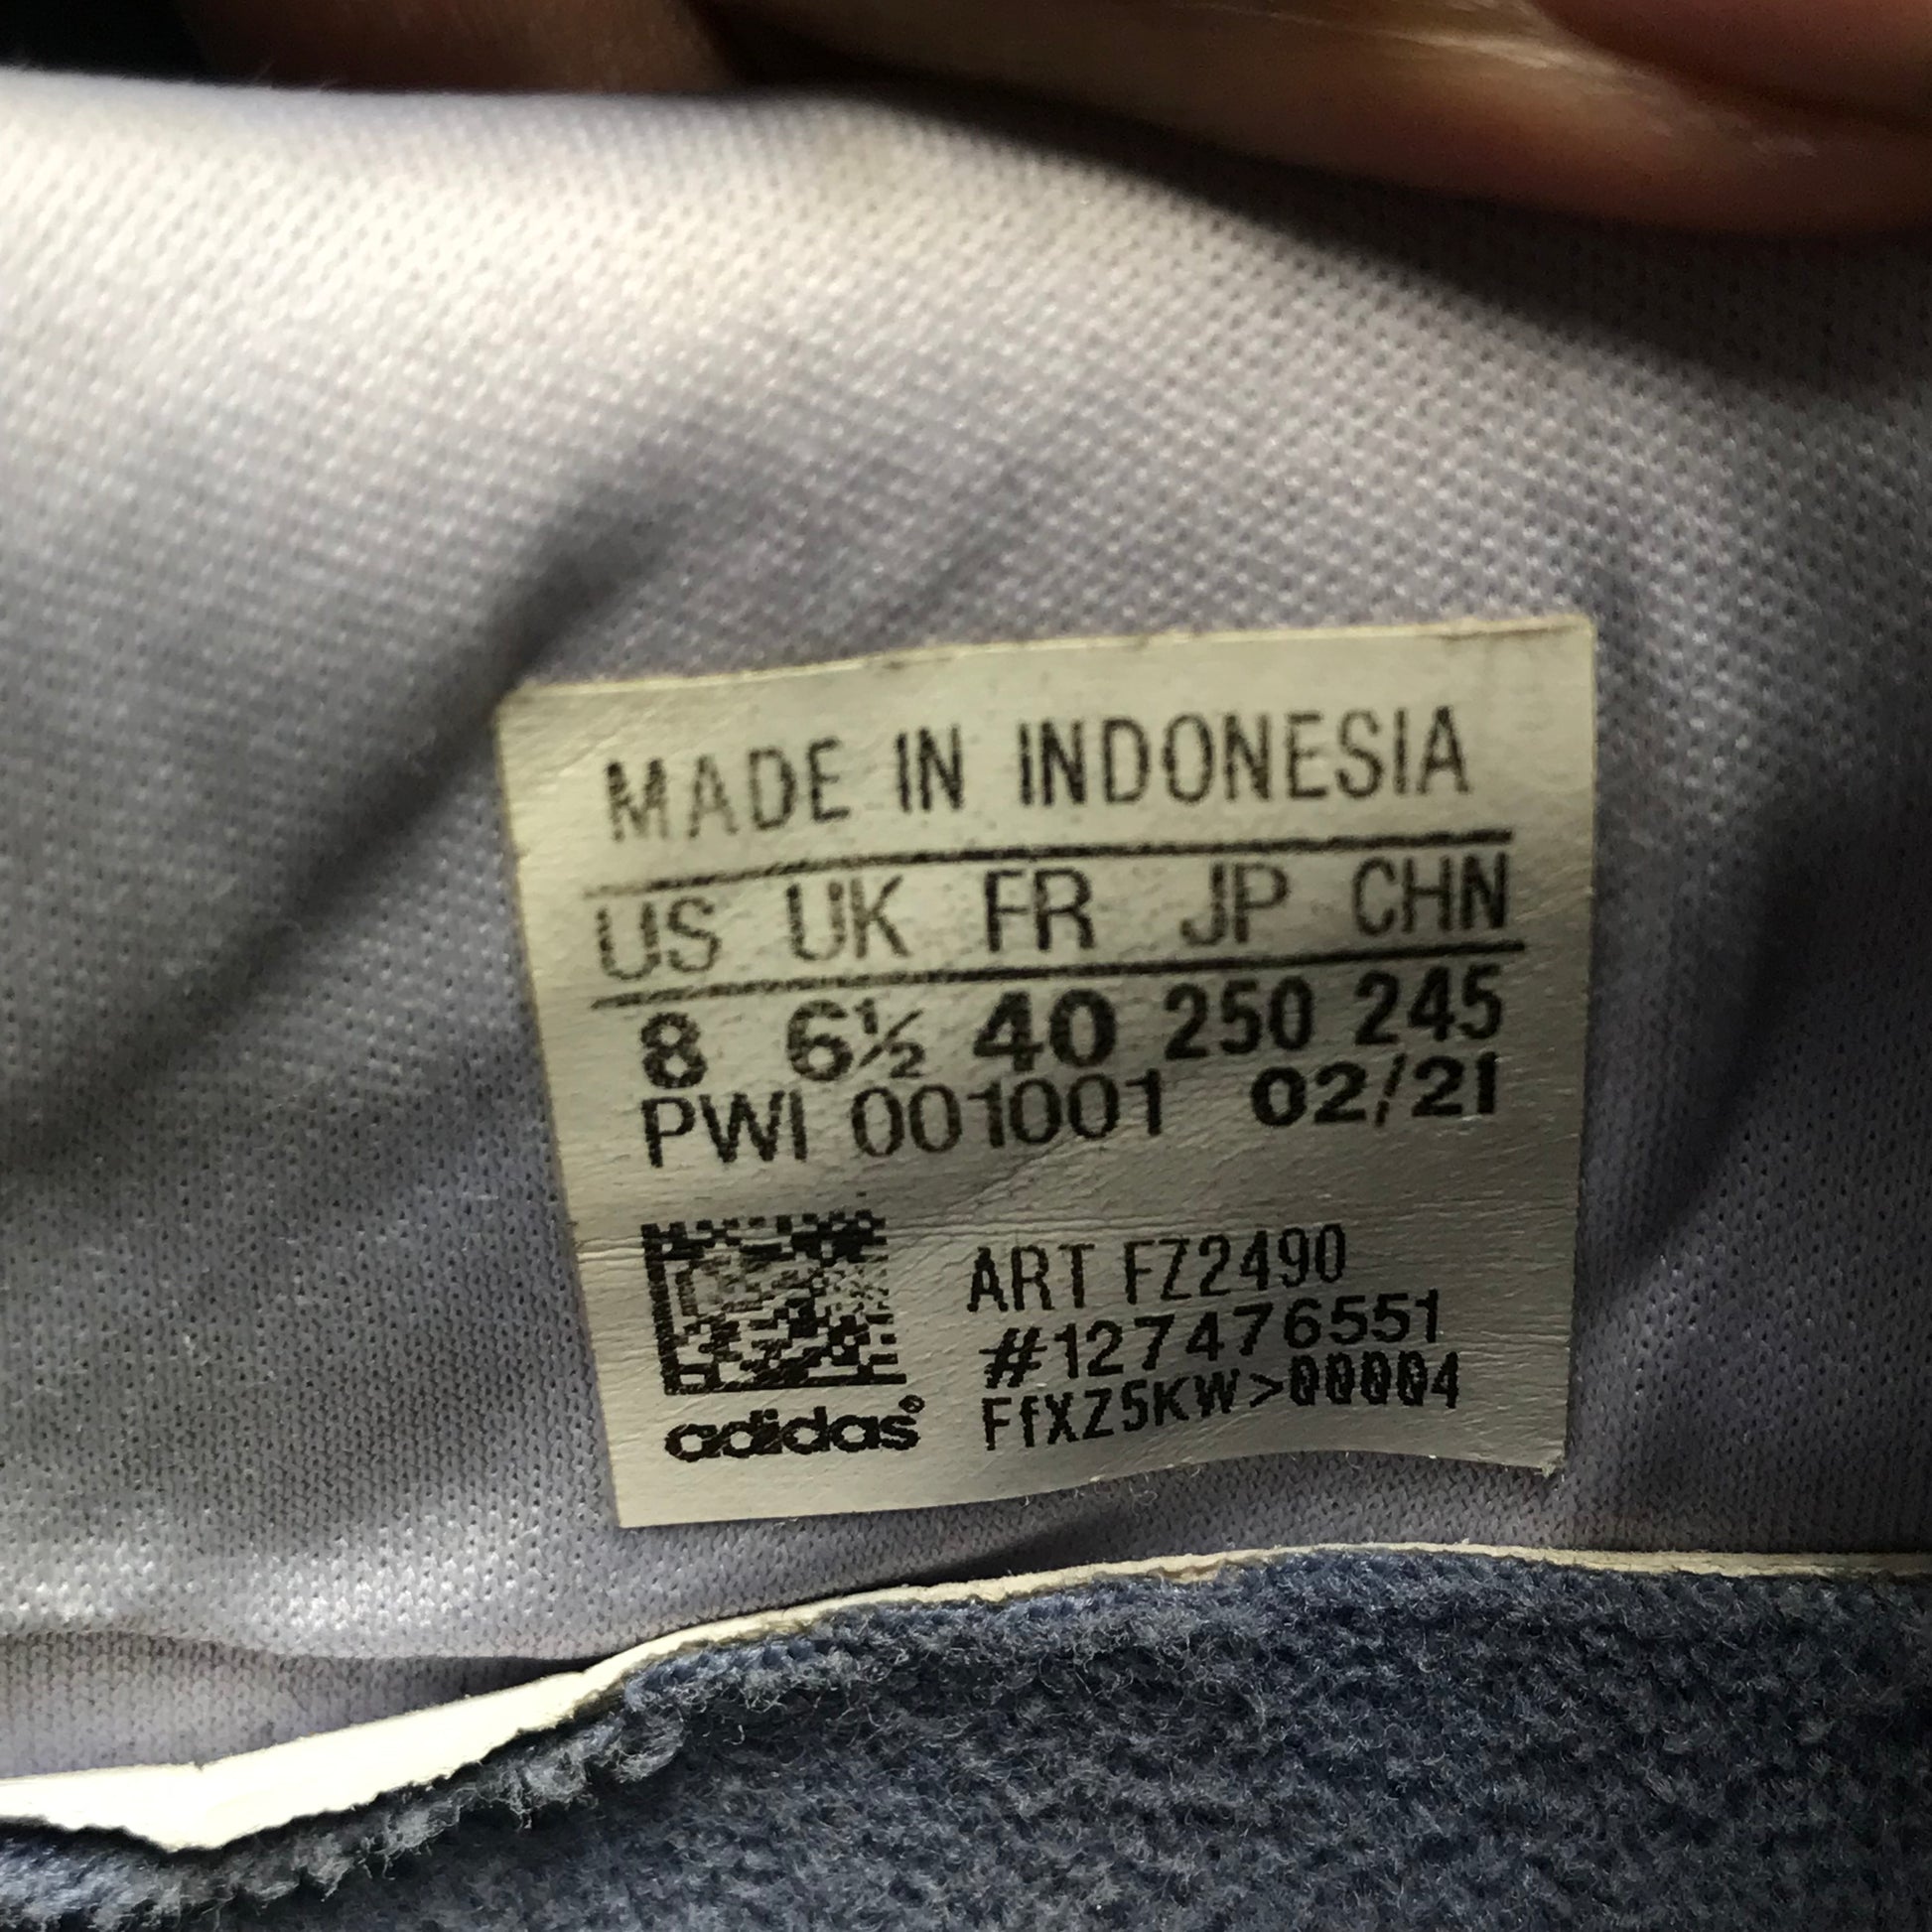 MADE IN INDONESIA
US UK FR JP CHN
8 6½ 40 250 245
PWI 001001 02/21
ART FZ2490
#127476551
FfXZ5KW>00004
adidas®